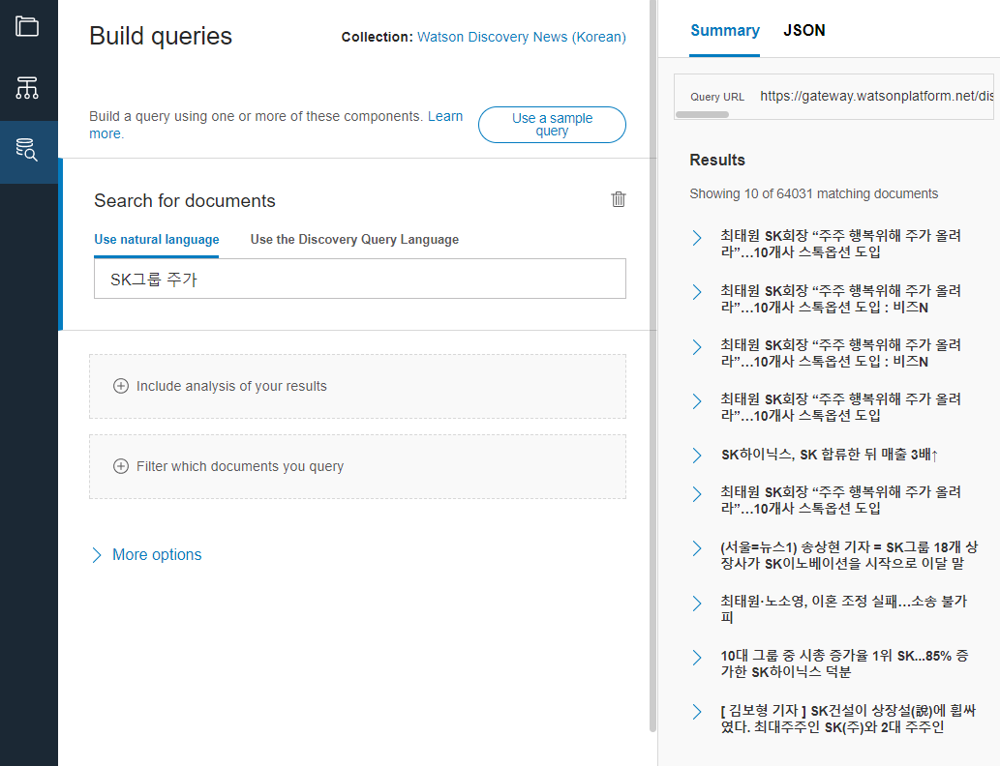 Build queries
Collection: Watson Discovery News (Korean)
Build a query using one or more of these components. Learn
more.
Use a sample
query
Search for documents
Use natural language
Use the Discovery Query Language
SK그룹 주가
Include analysis of your results
Filter which documents you query
More options
Summary
JSON
Query URL
https://gateway.watsonplatform.net/dis
Results
Showing 10 of 64031 matching documents
최태원 SK회장 “주주 행복위해 주가 올려
라”…10개사 스톡옵션 도입
최태원 SK회장 “주주 행복위해 주가 올려
라”…10개사 스톡옵션 도입 : 비즈N
최태원 SK회장 “주주 행복위해 주가 올려
라”…10개사 스톡옵션 도입 : 비즈N
최태원 SK회장 “주주 행복위해 주가 올려
라”…10개사 스톡옵션 도입
SK하이닉스, SK 합류한 뒤 매출 3배↑
최태원 SK회장 “주주 행복위해 주가 올려
라”…10개사 스톡옵션 도입
(서울=뉴스1) 송상현 기자 = SK그룹 18개 상
장사가 SK이노베이션을 시작으로 이달 말
최태원·노소영, 이혼 조정 실패…소송 불가
피
10대 그룹 중 시총 증가율 1위 SK...85% 증
가한 SK하이닉스 덕분
[ 김보형 기자 ] SK건설이 상장설(說)에 휩싸
였다. 최대주주인 SK(주)와 2대 주주인